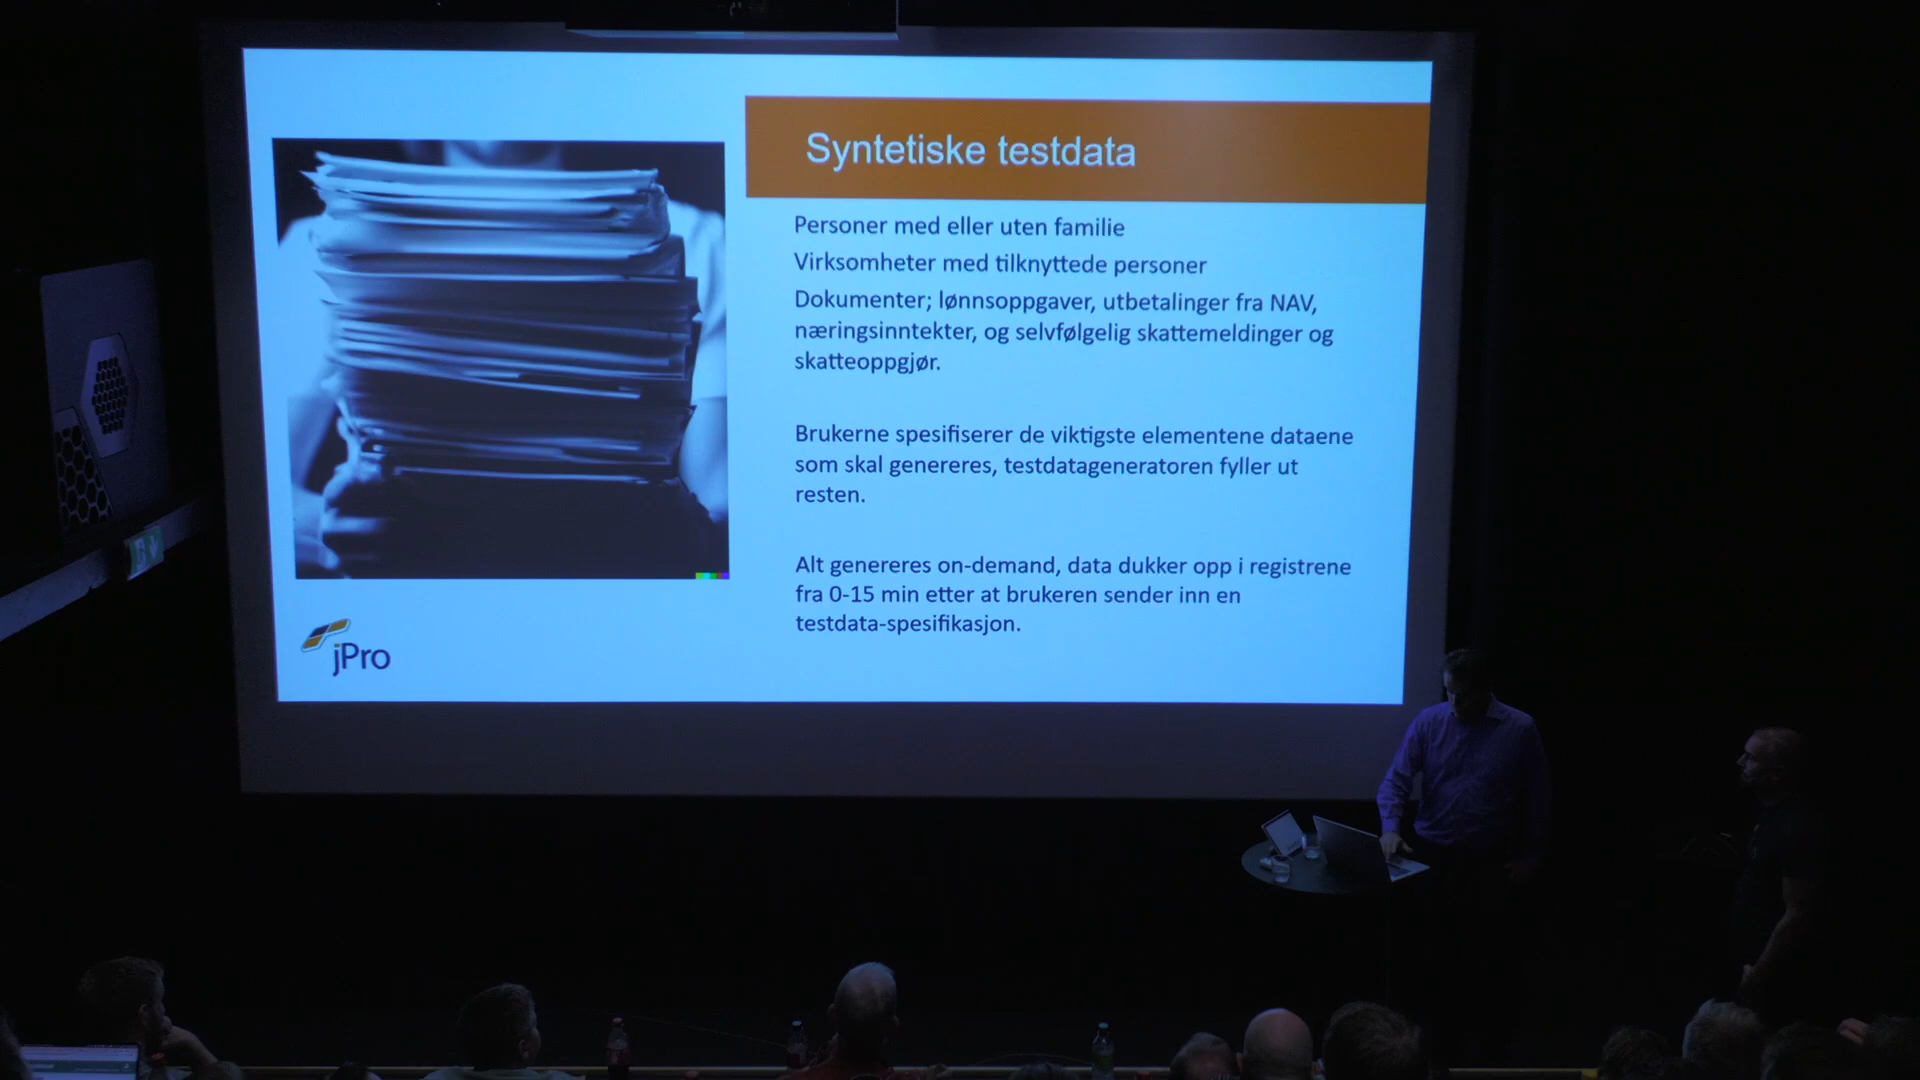 Syntetiske testdata
Personer med eller uten familie
Virksomheter med tilknyttede personer
Dokumenter; lønnsoppgaver, utbetalinger fra NAV,
næringsinntekter, og selvfølgelig skattemeldinger og
skatteoppgjør.
Brukerne spesifiserer de viktigste elementene dataene
som skal genereres, testdatageneratoren fyller ut
resten.
Alt genereres on-demand, data dukker opp i registrene
fra 0-15 min etter at brukeren sender inn en
testdata-spesifikasjon.
jPro